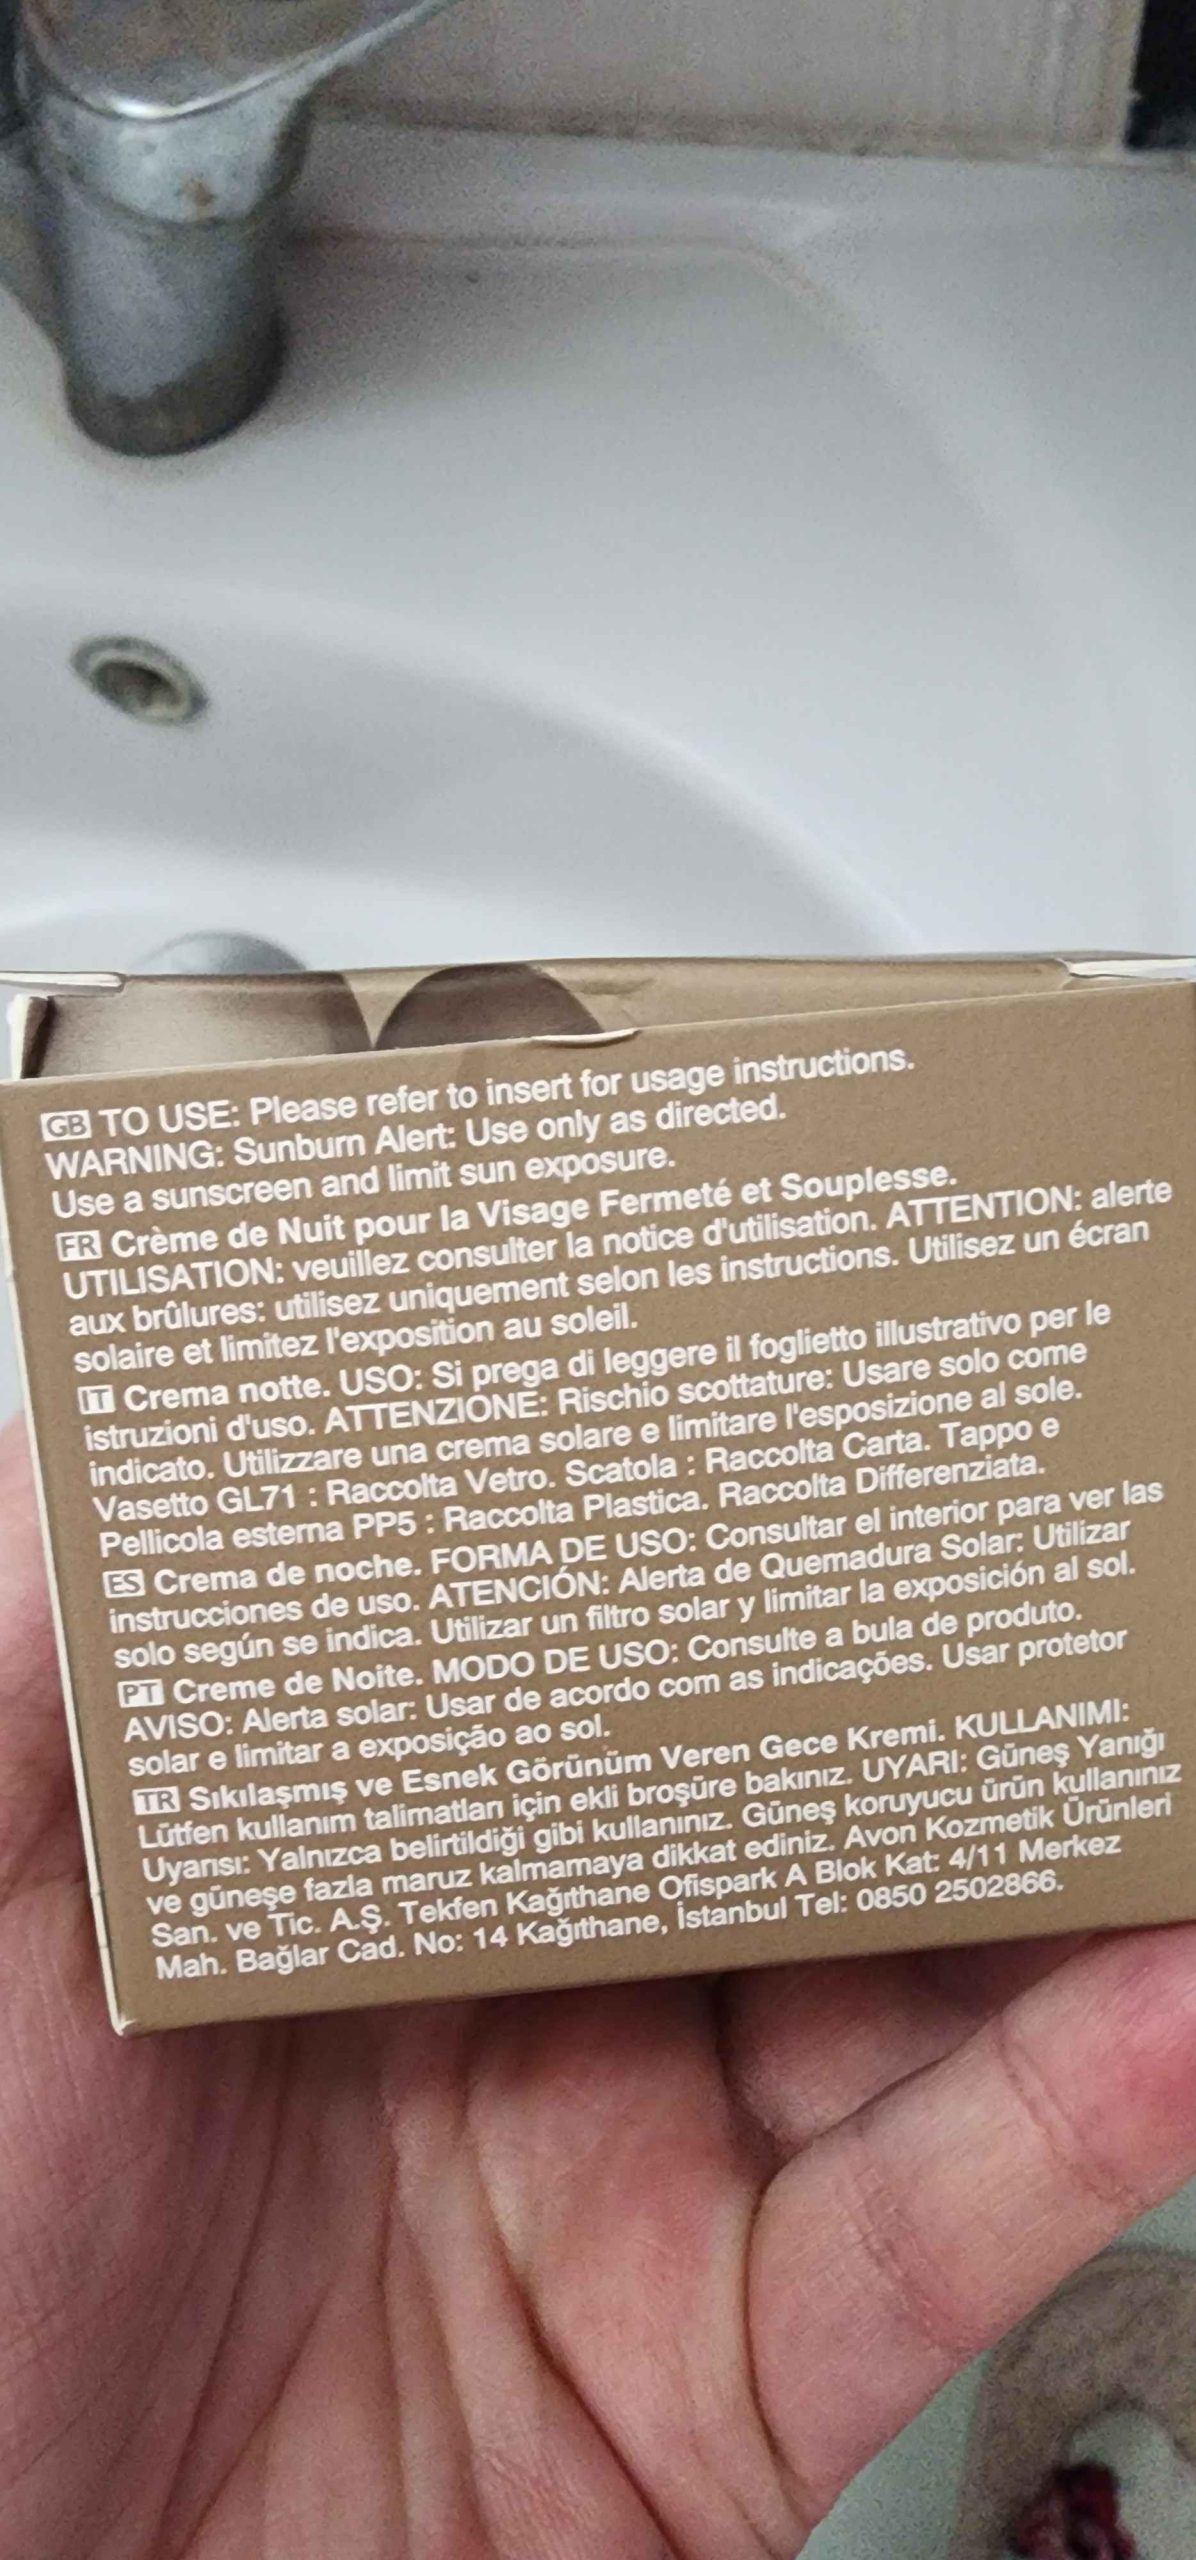 GB TO USE: Please refer to insert for usage instructions.
WARNING: Sunburn Alert: Use only as directed.
Use a sunscreen and limit sun exposure.
FR Crème de Nuit pour la Visage Fermeté et Souplesse.
UTILISATION: veuillez consulter la notice d'utilisation. ATTENTION: alerte
aux brûlures: utilisez uniquement selon les instructions. Utilisez un écran
solaire et limitez l'exposition au soleil.
IT Crema notte. USO: Si prega di leggere il foglietto illustrativo per le
istruzioni d'uso. ATTENZIONE: Rischio scottature: Usare solo come
indicato. Utilizzare una crema solare e limitare l'esposizione al sole.
Vasetto GL71 : Raccolta Vetro. Scatola : Raccolta Carta. Tappo e
Pellicola esterna PP5 : Raccolta Plastica. Raccolta Differenziata.
ES Crema de noche. FORMA DE USO: Consultar el interior para ver las
instrucciones de uso. ATENCIÓN: Alerta de Quemadura Solar: Utilizar
solo según se indica. Utilizar un filtro solar y limitar la exposición al sol.
PT Creme de Noite. MODO DE USO: Consulte a bula de produto.
AVISO: Alerta solar: Usar de acordo com as indicações. Usar protetor
solar e limitar a exposição ao sol.
TR Sıkılaşmış ve Esnek Görünüm Veren Gece Kremi. KULLANIMI:
Lütfen kullanım talimatları için ekli broşüre bakınız. UYARI: Güneş Yanığı
Uyarısı: Yalnızca belirtildiği gibi kullanınız. Güneş koruyucu ürün kullanınız
ve güneşe fazla maruz kalmamaya dikkat ediniz. Avon Kozmetik Ürünleri
San. ve Tic. A.Ş. Tekfen Kağıthane Ofispark A Blok Kat: 4/11 Merkez
Mah. Bağlar Cad. No: 14 Kağıthane, İstanbul Tel: 0850 2502866.